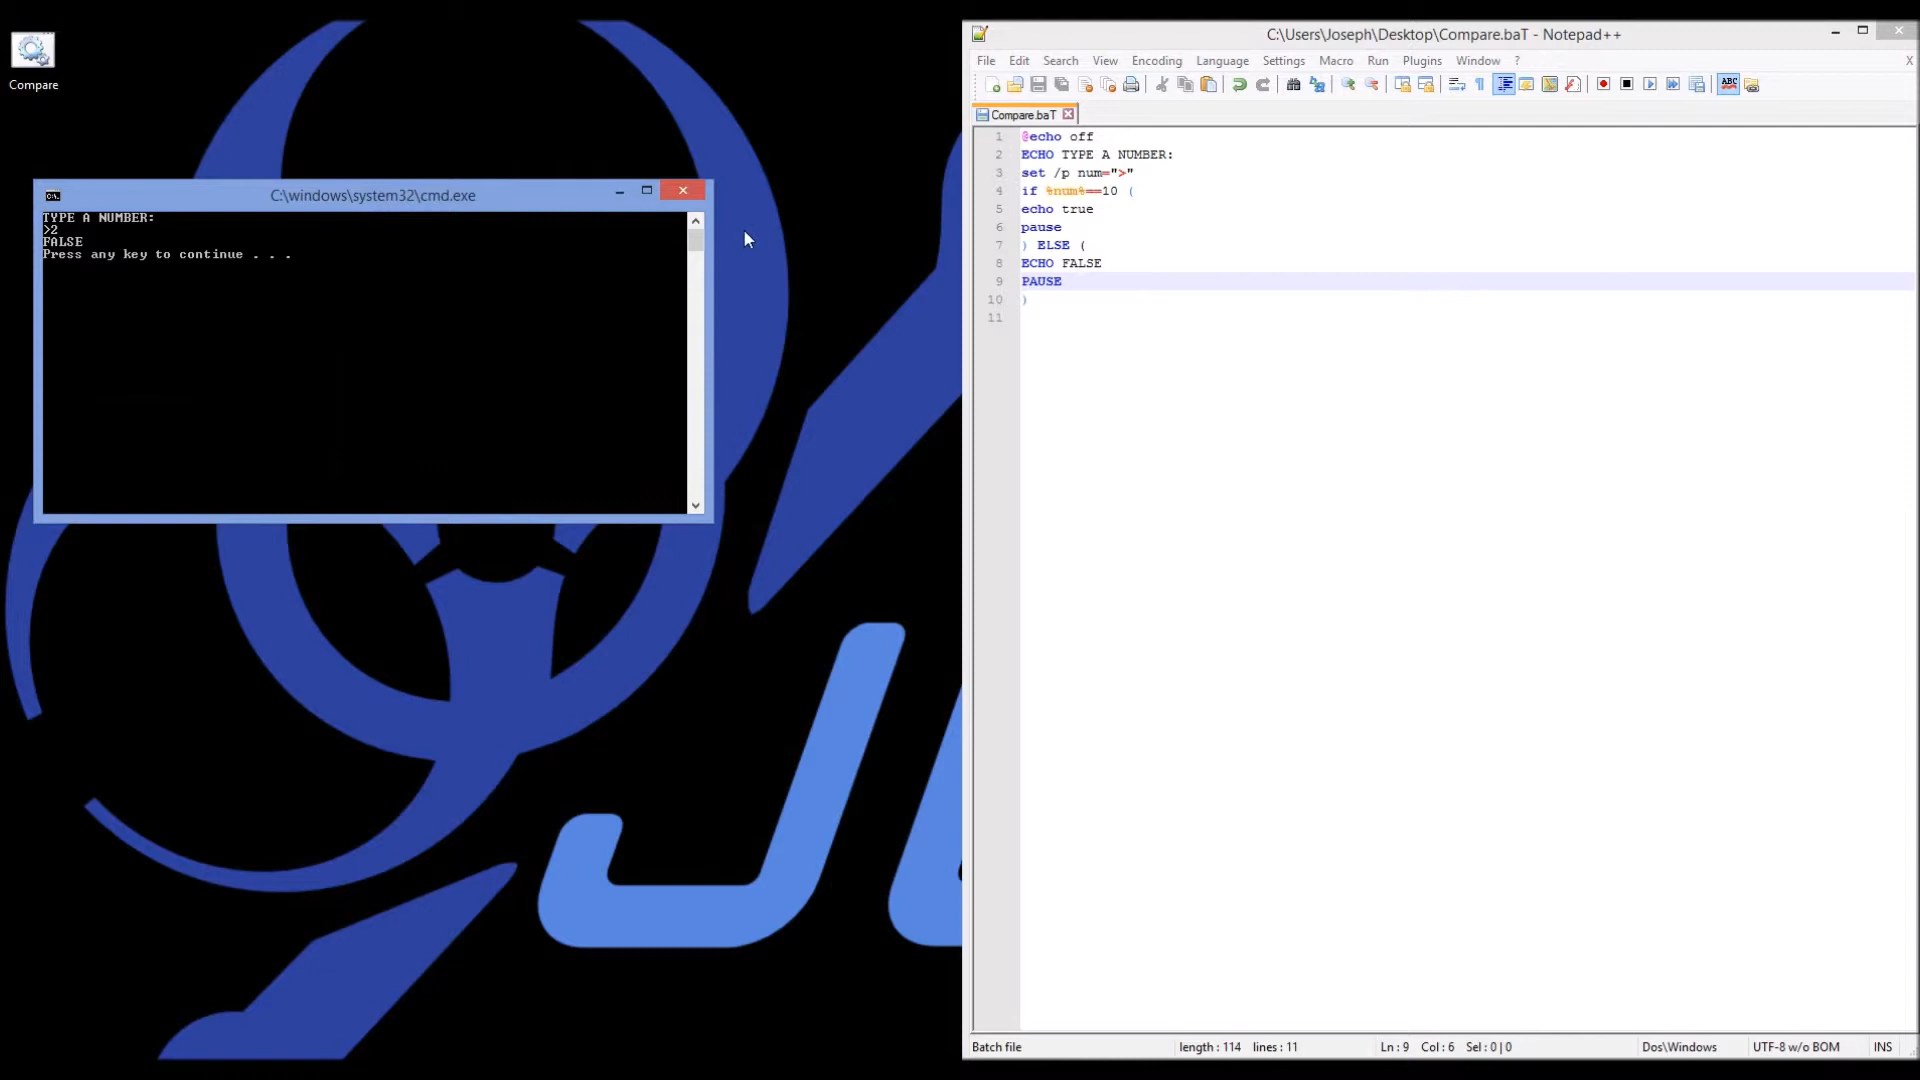 Compare
C:\windows\system32\cmd.exe
TYPE A NUMBER:
>2
FALSE
Press any key to continue . . .
C:\Users\Joseph\Desktop\Compare.baT - Notepad++
File Edit Search View Encoding Language Settings Macro Run Plugins Window ? X
Compare.baT
1 @echo off
2 ECHO TYPE A NUMBER:
3 set /p num=">"
4 if %num%==10 (
5 echo true
6 pause
7 ) ELSE (
8 ECHO FALSE
9 PAUSE
10 )
11
Batch file length : 114 lines : 11 Ln : 9 Col : 6 Sel : 0 | 0 Dos\Windows UTF-8 w/o BOM INS